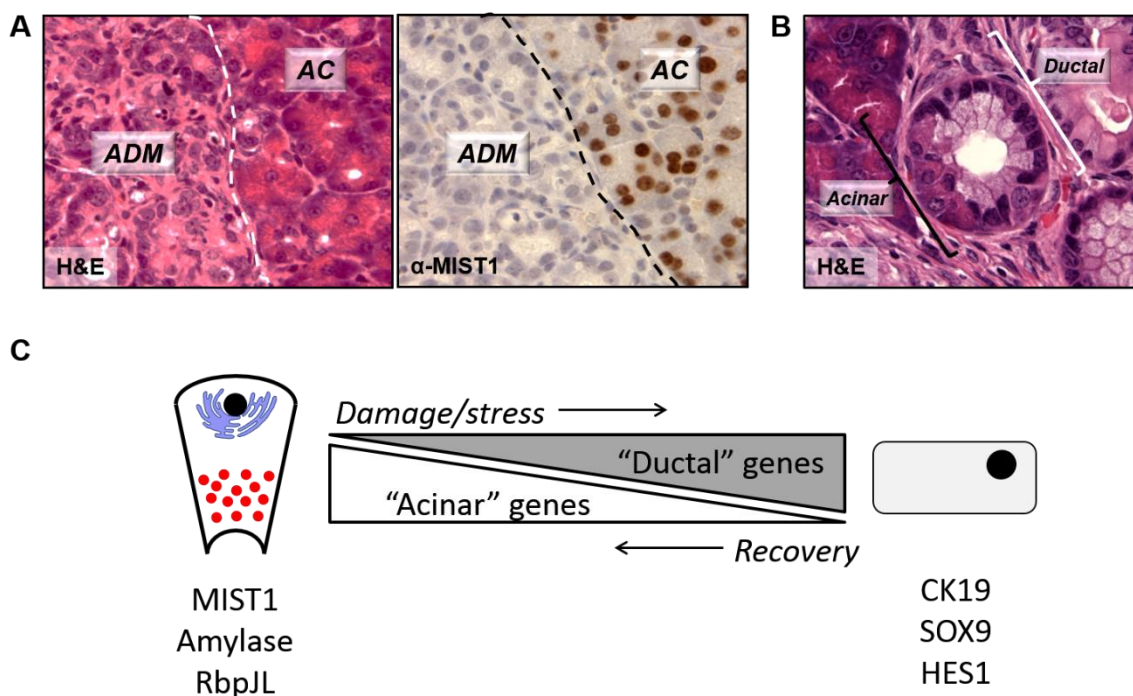 A
AC
ADM
H&E
AC
ADM
α-MIST1
B
Ductal
Acinar
H&E
C
Damage/stress
“Ductal” genes
“Acinar” genes
Recovery
MIST1
Amylase
RbpJL
CK19
SOX9
HES1